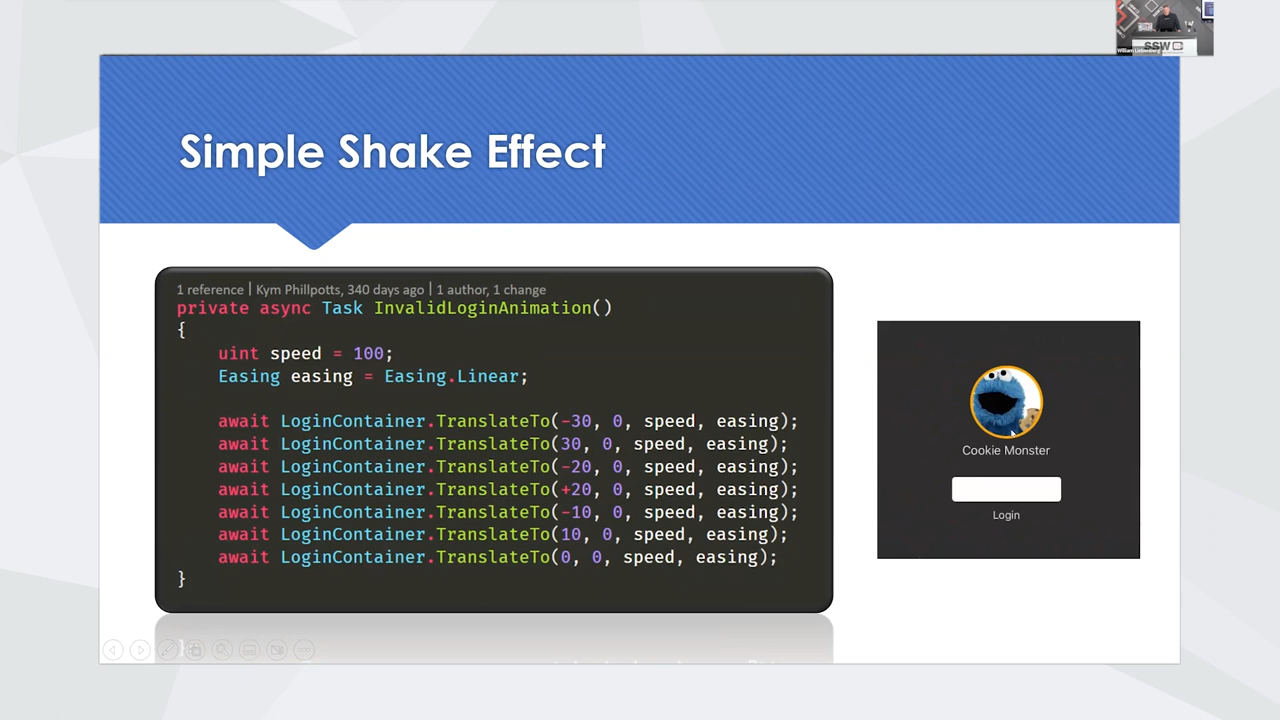 William Liebenberg
SSW
Simple Shake Effect
1 reference | Kym Phillpotts, 340 days ago | 1 author, 1 change
private async Task InvalidLoginAnimation()
{
uint speed = 100;
Easing easing = Easing.Linear;
await LoginContainer.TranslateTo(-30, 0, speed, easing);
await LoginContainer.TranslateTo(30, 0, speed, easing);
await LoginContainer.TranslateTo(-20, 0, speed, easing);
await LoginContainer.TranslateTo(+20, 0, speed, easing);
await LoginContainer.TranslateTo(-10, 0, speed, easing);
await LoginContainer.TranslateTo(10, 0, speed, easing);
await LoginContainer.TranslateTo(0, 0, speed, easing);
}
Cookie Monster
Login